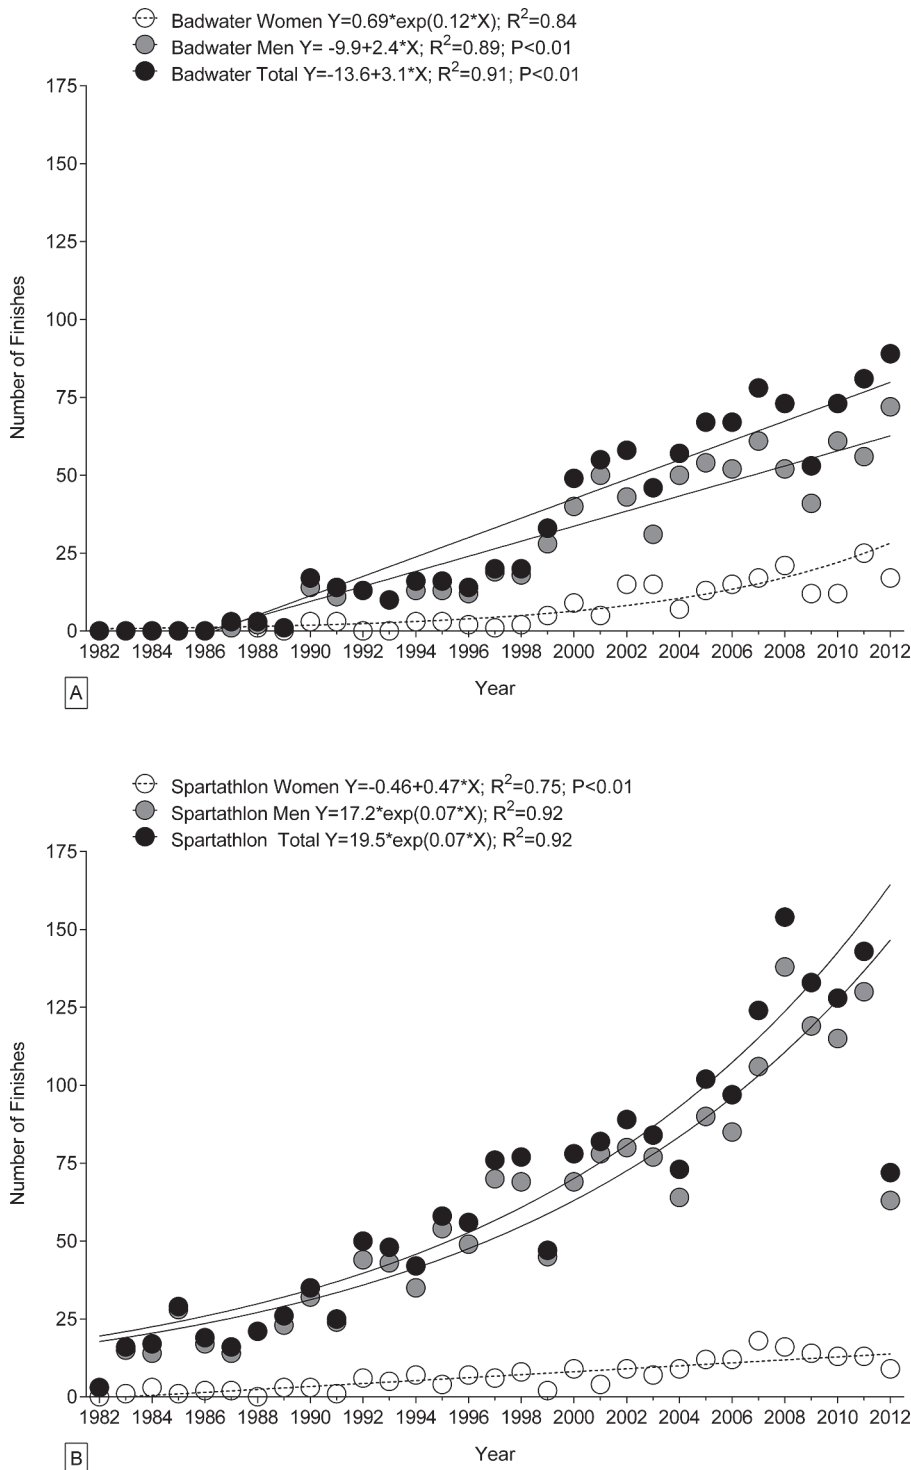 Badwater Women Y=0.69*exp(0.12*X); R²=0.84
Badwater Men Y= -9.9+2.4*X; R²=0.89; P<0.01
Badwater Total Y=-13.6+3.1*X; R²=0.91; P<0.01
175
150
125
100
75
50
25
0
Number of Finishes
1982 1984 1986 1988 1990 1992 1994 1996 1998 2000 2002 2004 2006 2008 2010 2012
Year
A
Spartathlon Women Y=-0.46+0.47*X; R²=0.75; P<0.01
Spartathlon Men Y=17.2*exp(0.07*X); R²=0.92
Spartathlon Total Y=19.5*exp(0.07*X); R²=0.92
175
150
125
100
75
50
25
0
Number of Finishes
1982 1984 1986 1988 1990 1992 1994 1996 1998 2000 2002 2004 2006 2008 2010 2012
Year
B